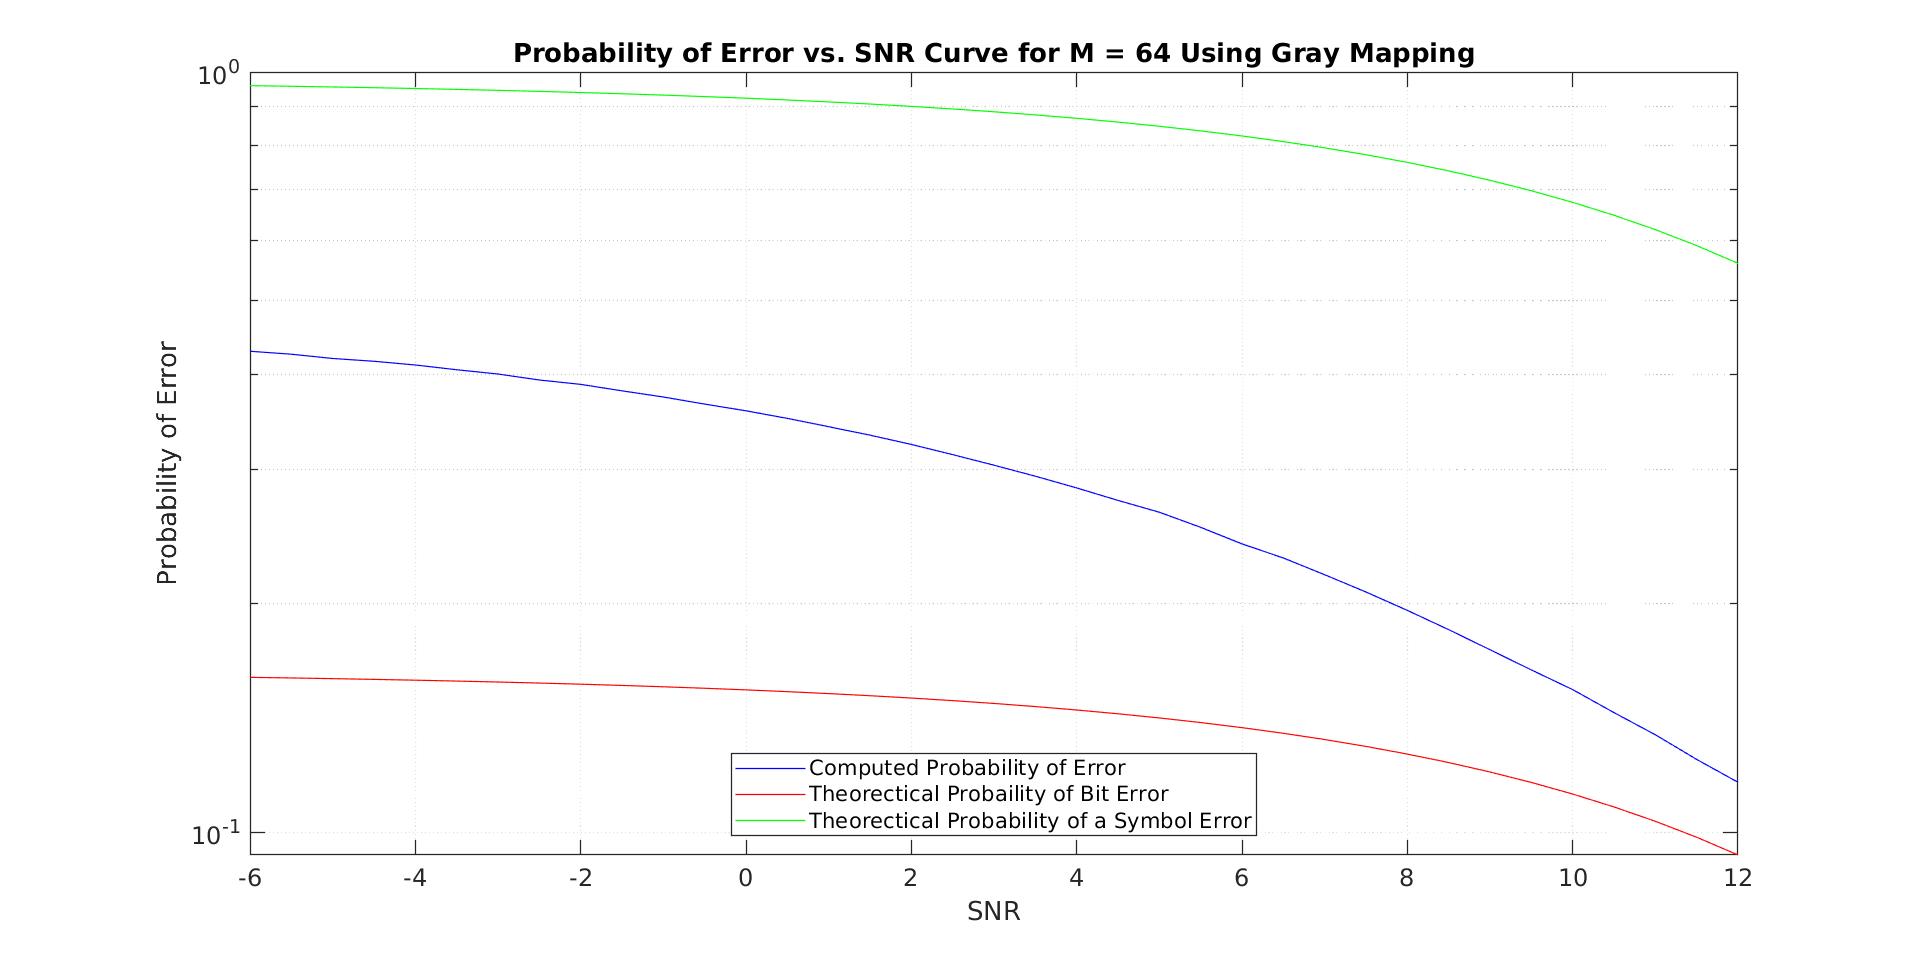 Probability of Error vs. SNR Curve for M = 64 Using Gray Mapping
10^0
10^-1
Probability of Error
Computed Probability of Error
Theorectical Probaility of Bit Error
Theorectical Probability of a Symbol Error
-6 -4 -2 0 2 4 6 8 10 12
SNR